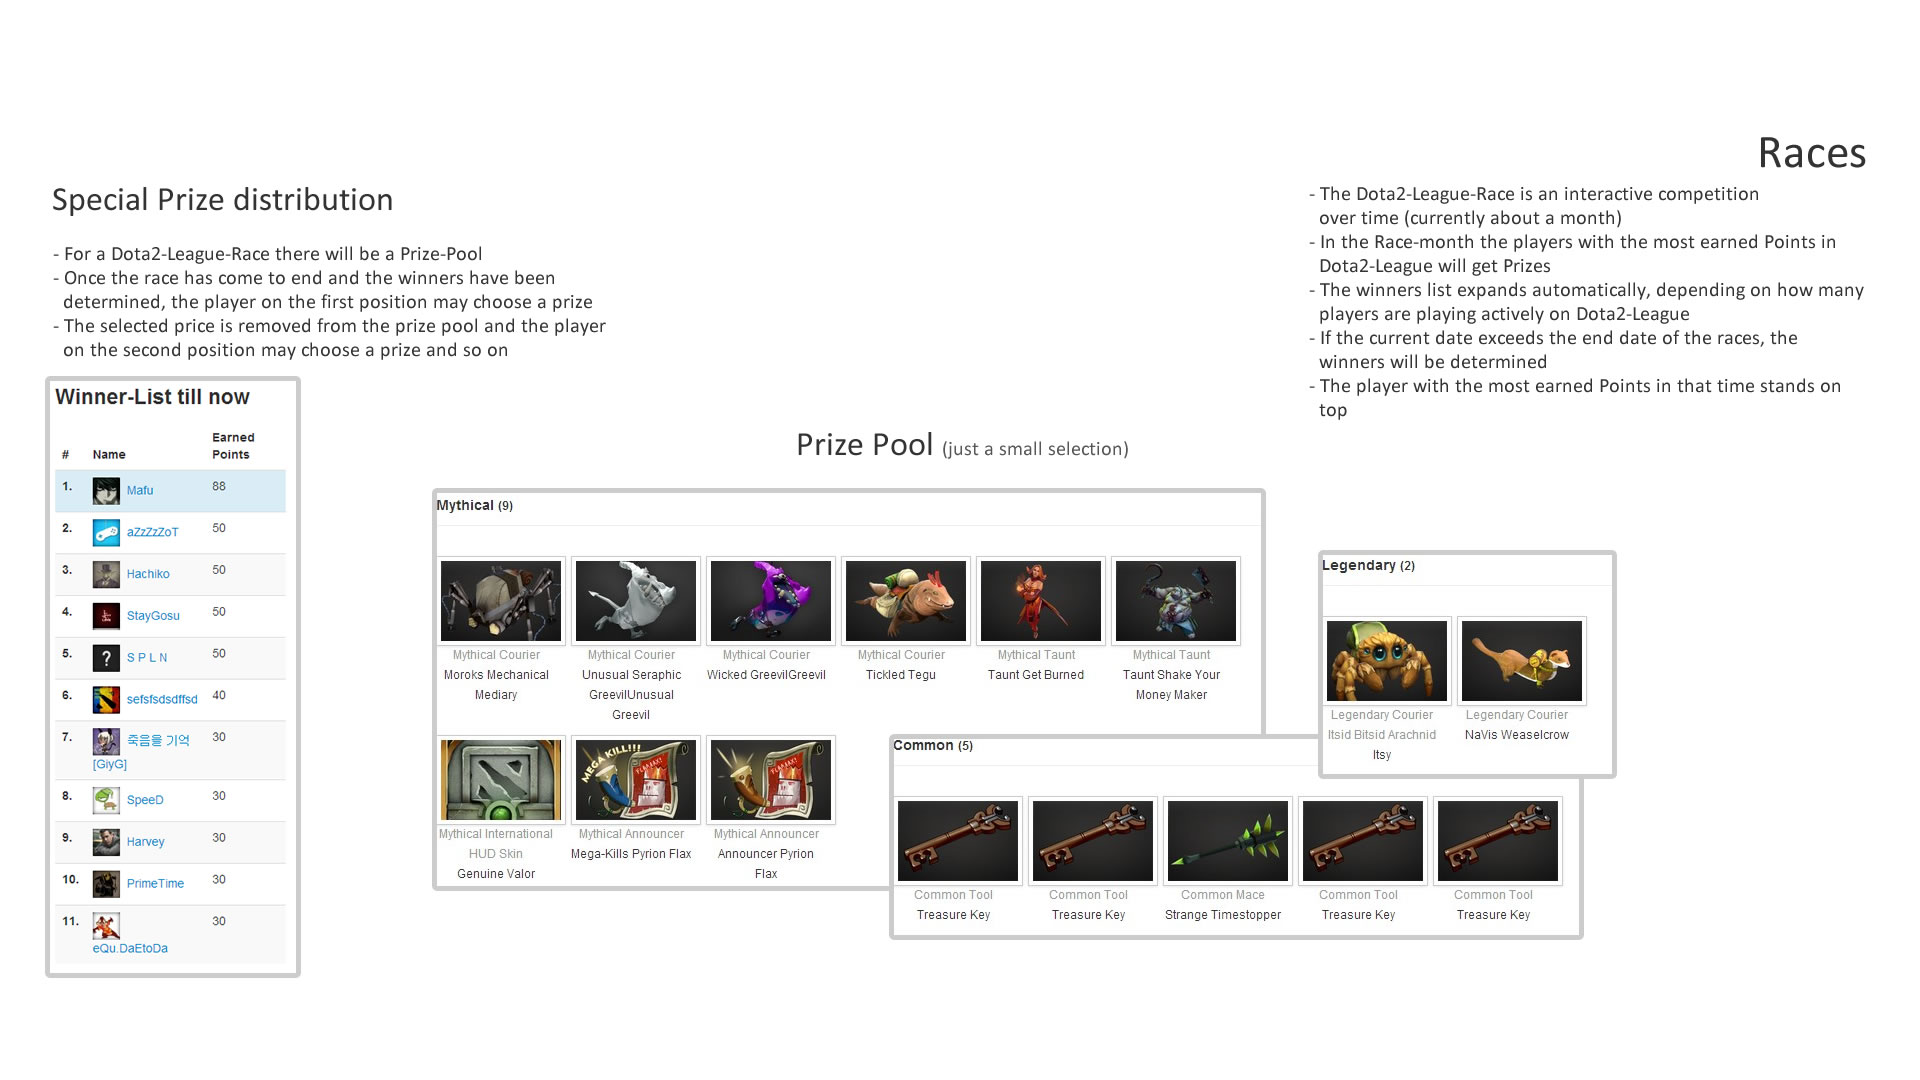 Races
Special Prize distribution
- For a Dota2-League-Race there will be a Prize-Pool
- Once the race has come to end and the winners have been
determined, the player on the first position may choose a prize
- The selected price is removed from the prize pool and the player
on the second position may choose a prize and so on
- The Dota2-League-Race is an interactive competition
over time (currently about a month)
- In the Race-month the players with the most earned Points in
Dota2-League will get Prizes
- The winners list expands automatically, depending on how many
players are playing actively on Dota2-League
- If the current date exceeds the end date of the races, the
winners will be determined
- The player with the most earned Points in that time stands on
top
Winner-List till now
# Name Earned Points
1. Mafu 88
2. aZzZzZoT 50
3. Hachiko 50
4. StayGosu 50
5. S P L N 50
6. sefsfsdsdffsd 40
7. 죽음을 기억 30
[GiyG]
8. SpeeD 30
9. Harvey 30
10. PrimeTime 30
11. eQu.DaEtoDa 30
Prize Pool (just a small selection)
Mythical (9)
Mythical Courier
Moroks Mechanical
Mediary
Mythical Courier
Unusual Seraphic
GreevilUnusual
Greevil
Mythical Courier
Wicked GreevilGreevil
Mythical Courier
Tickled Tegu
Mythical Taunt
Taunt Get Burned
Mythical Taunt
Taunt Shake Your
Money Maker
Mythical International
HUD Skin
Genuine Valor
MEGA KILL!!!
Mythical Announcer
Mega-Kills Pyrion Flax
Mythical Announcer
Announcer Pyrion
Flax
Legendary (2)
Legendary Courier
Itsid Bitsid Arachnid
Itsy
Legendary Courier
NaVis Weaselcrow
Common (5)
Common Tool
Treasure Key
Common Tool
Treasure Key
Common Mace
Strange Timestopper
Common Tool
Treasure Key
Common Tool
Treasure Key